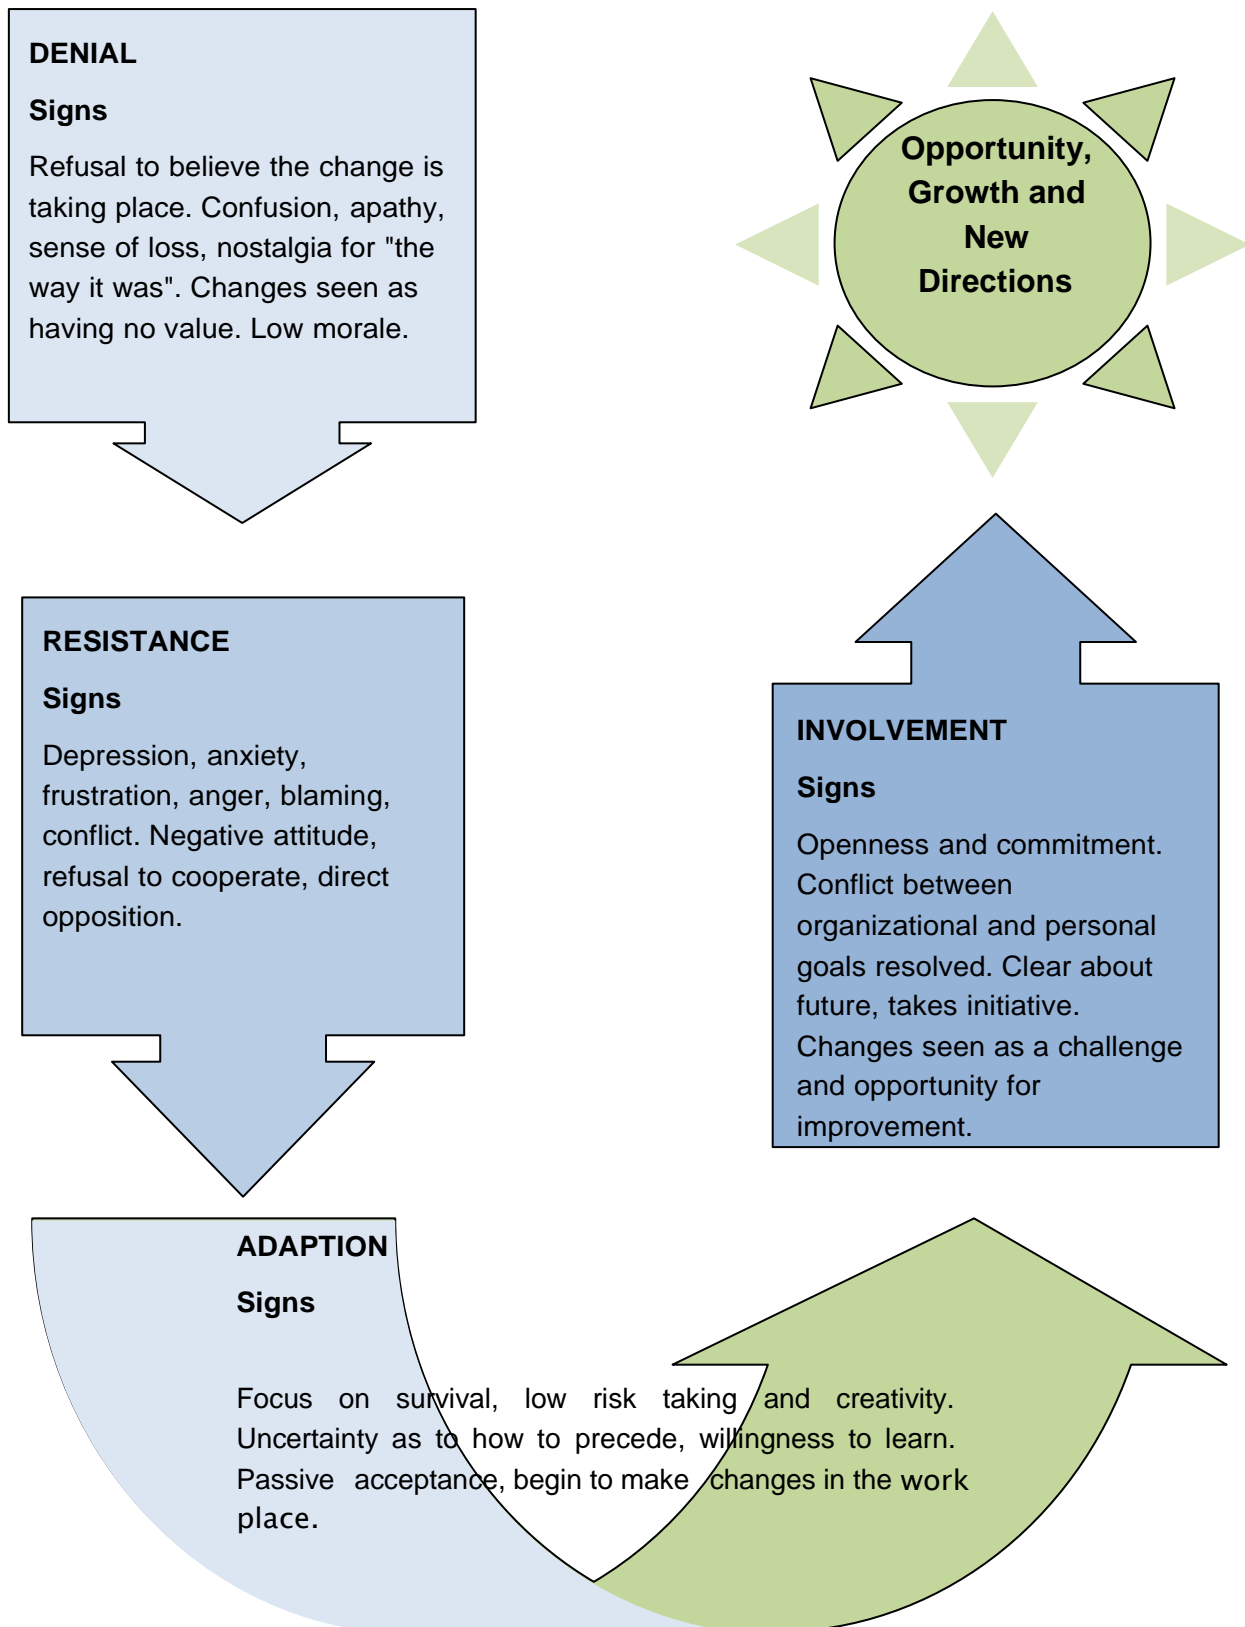 DENIAL
Signs
Refusal to believe the change is
taking place. Confusion, apathy,
sense of loss, nostalgia for "the
way it was". Changes seen as
having no value. Low morale.
Opportunity,
Growth and
New
Directions
RESISTANCE
Signs
Depression, anxiety,
frustration, anger, blaming,
conflict. Negative attitude,
refusal to cooperate, direct
opposition.
INVOLVEMENT
Signs
Openness and commitment.
Conflict between
organizational and personal
goals resolved. Clear about
future, takes initiative.
Changes seen as a challenge
and opportunity for
improvement.
ADAPTION
Signs
Focus on survival, low risk taking and creativity.
Uncertainty as to how to precede, willingness to learn.
Passive acceptance, begin to make changes in the work
place.